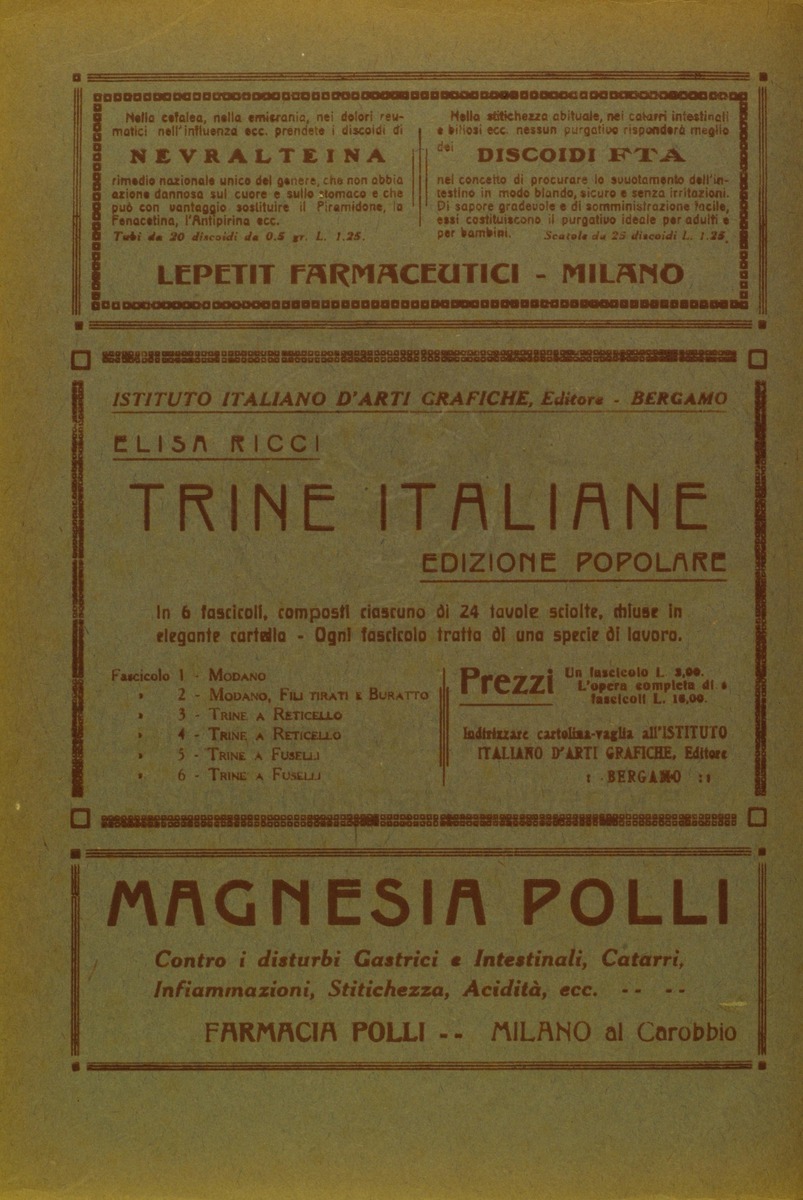 Nella cefalea, nella emicrania, nei dolori reu-
matici nell'influenza ecc. prendete i discoidi di
NEVRALTEINA
rimedio nazionale unico del genere, che non abbia
azione dannosa sul cuore e sullo stomaco e che
può con vantaggio sostituire il Piramidone, la
Fenacetina, l'Antipirina ecc.
Tubi da 20 discoidi da 0.5 gr. L. 1.25.
Nella stitichezza abituale, nei catarri intestinali
e biliosi ecc. nessun purgativo risponderà meglio
dei DISCOIDI FTA
nel concetto di procurare lo svuotamento dell'in-
testino in modo blando, sicuro e senza irritazioni.
Di sapore gradevole e di somministrazione facile,
essi costituiscono il purgativo ideale per adulti e
per bambini. Scatole da 25 discoidi L. 1.25.
LEPETIT FARMACEUTICI - MILANO
ISTITUTO ITALIANO D'ARTI GRAFICHE, Editore - BERGAMO
ELISA RICCI
TRINE ITALIANE
EDIZIONE POPOLARE
In 6 fascicoli, composti ciascuno di 24 tavole sciolte, chiuse in
elegante cartella - Ogni fascicolo tratta di una specie di lavoro.
Fascicolo 1 - MODANO
» 2 - MODANO, FILI TIRATI E BURATTO
» 3 - TRINE A RETICELLO
» 4 - TRINE A RETICELLO
» 5 - TRINE A FUSELLI
» 6 - TRINE A FUSELLI
Prezzi Un fascicolo L. 3,00.
L'opera completa di 6
fascicoli L. 16,00.
Indirizzare cartolina-vaglia all'ISTITUTO
ITALIANO D'ARTI GRAFICHE, Editore
: BERGAMO ::
MAGNESIA POLLI
Contro i disturbi Gastrici e Intestinali, Catarri,
Infiammazioni, Stitichezza, Acidità, ecc. -- --
FARMACIA POLLI -- MILANO al Carobbio